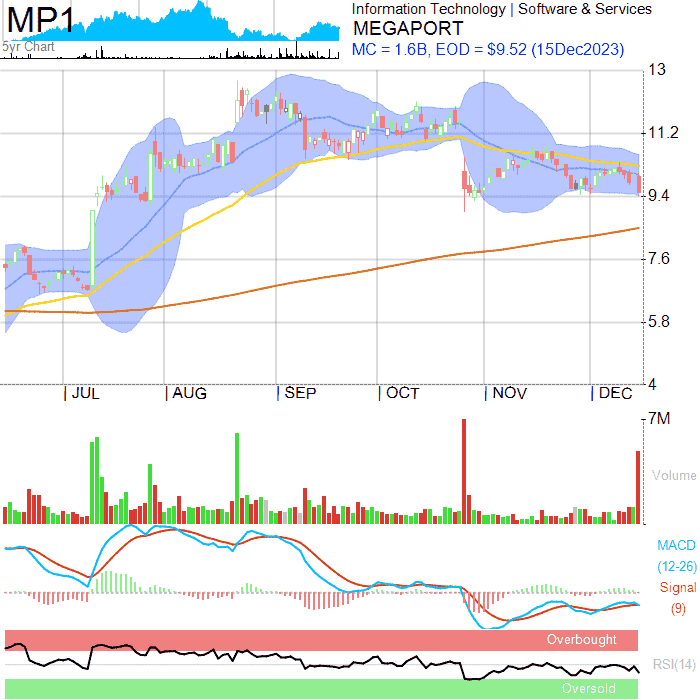 MP1
5yr Chart
Information Technology | Software & Services
MEGAPORT
MC = 1.6B, EOD = $9.52 (15Dec2023)
13
11.2
9.4
7.6
5.8
4
JUL AUG SEP OCT NOV DEC
7M
Volume
MACD
(12-26)
Signal
(9)
Overbought
RSI(14)
Oversold